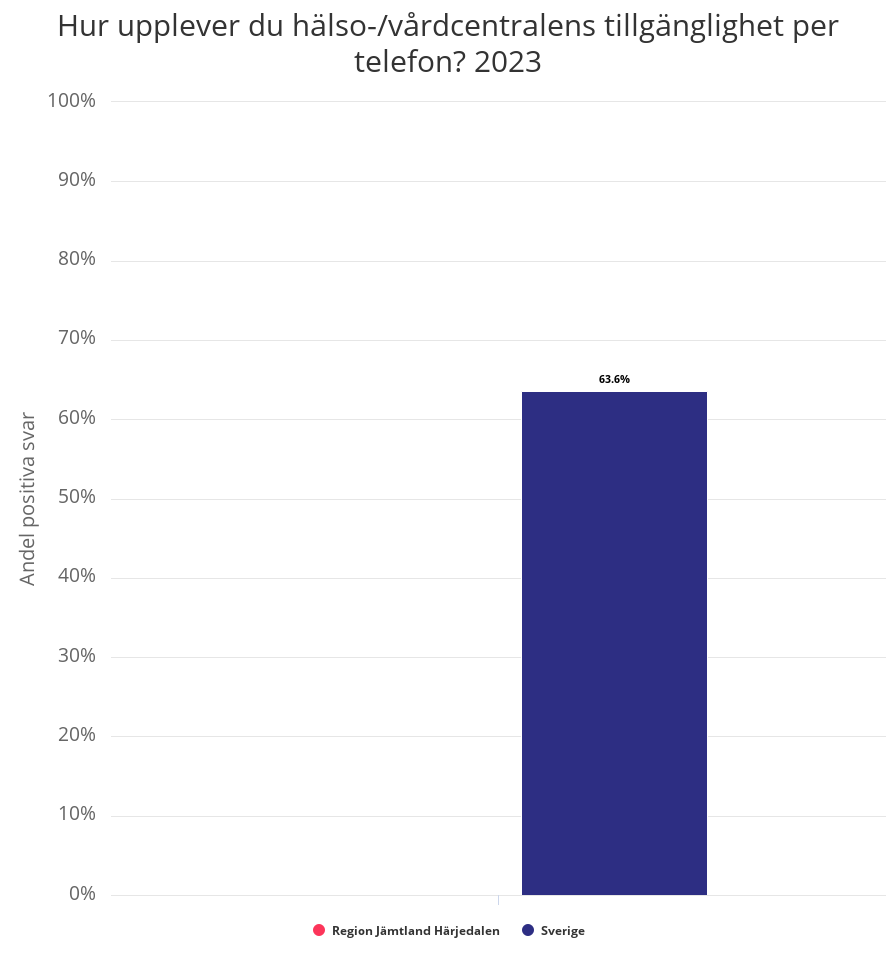 Hur upplever du hälso-/vårdcentralens tillgänglighet per
telefon? 2023
100%
90%
80%
70%
60%
50%
40%
30%
20%
10%
0%
Andel positiva svar
63.6%
Region Jämtland Härjedalen
Sverige